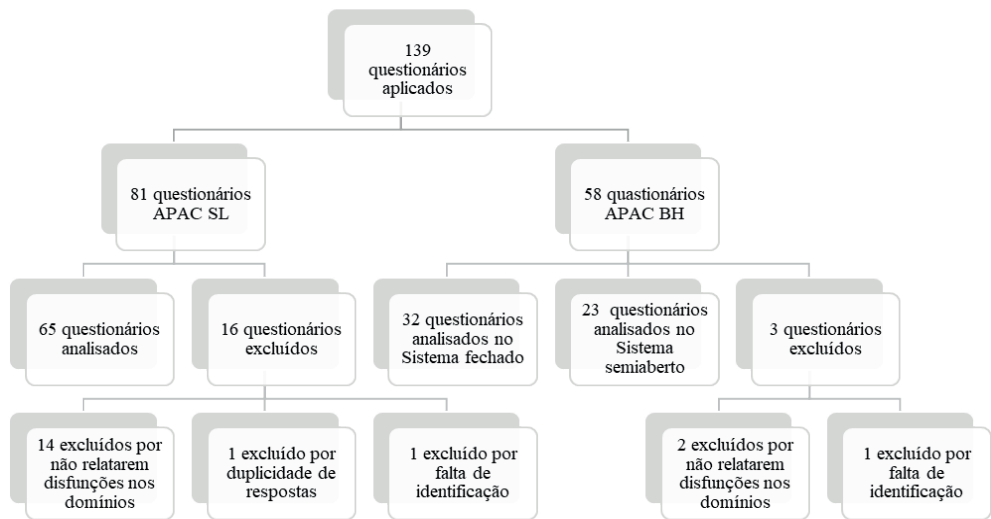 139
questionários
aplicados
81 questionários
APAC SL
58 quastionários
APAC BH
65 questionários
analisados
16 questionários
excluídos
32 questionários
analisados no
Sistema fechado
23 questionários
analisados no
Sistema
semiaberto
3 questionários
excluídos
14 excluídos por
não relatarem
disfunções nos
domínios
1 excluído por
duplicidade de
respostas
1 excluído por
falta de
identificação
2 excluídos por
não relatarem
disfunções nos
domínios
1 excluído por
falta de
identificação